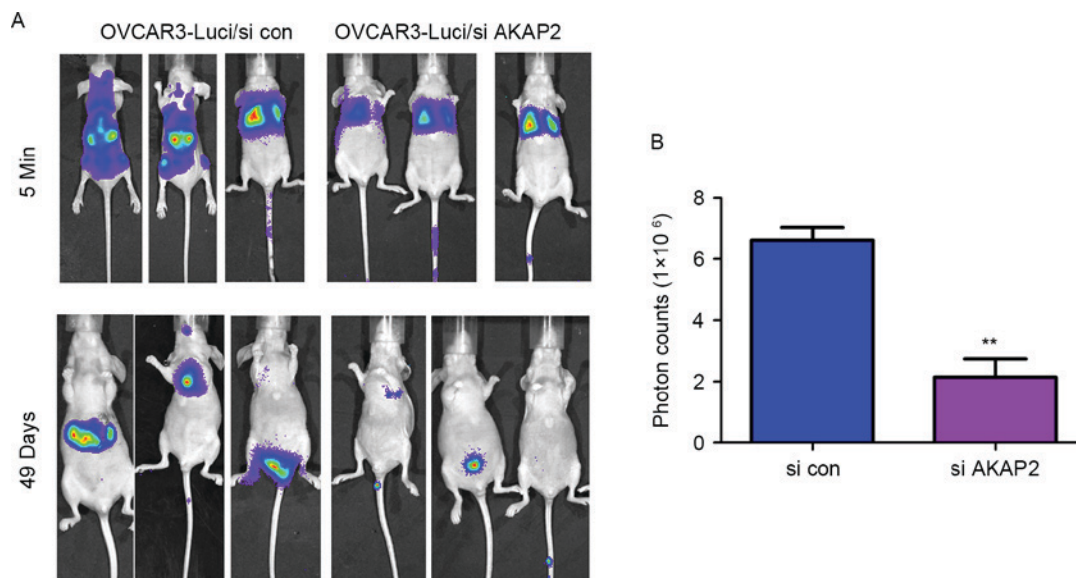 A
OVCAR3-Luci/si con
OVCAR3-Luci/si AKAP2
5 Min
49 Days
B
Photon counts (1×10 6)
8
6
4
2
0
**
si con
si AKAP2